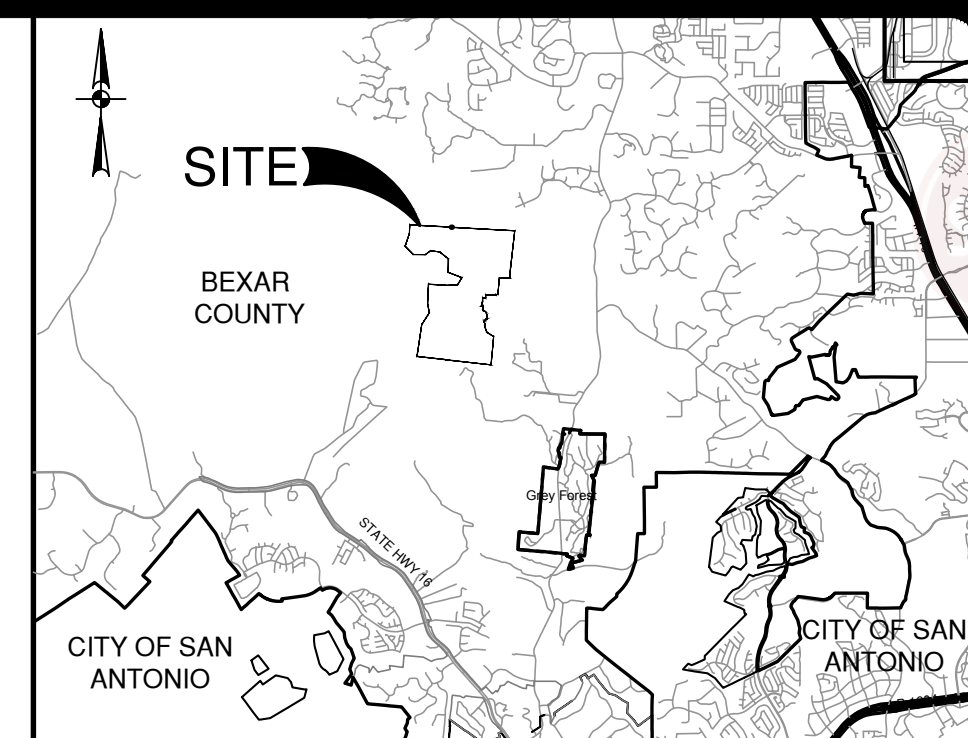 SITE
BEXAR
COUNTY
Grey Forest
STATE HWY 16
CITY OF SAN
ANTONIO
CITY OF SAN
ANTONIO